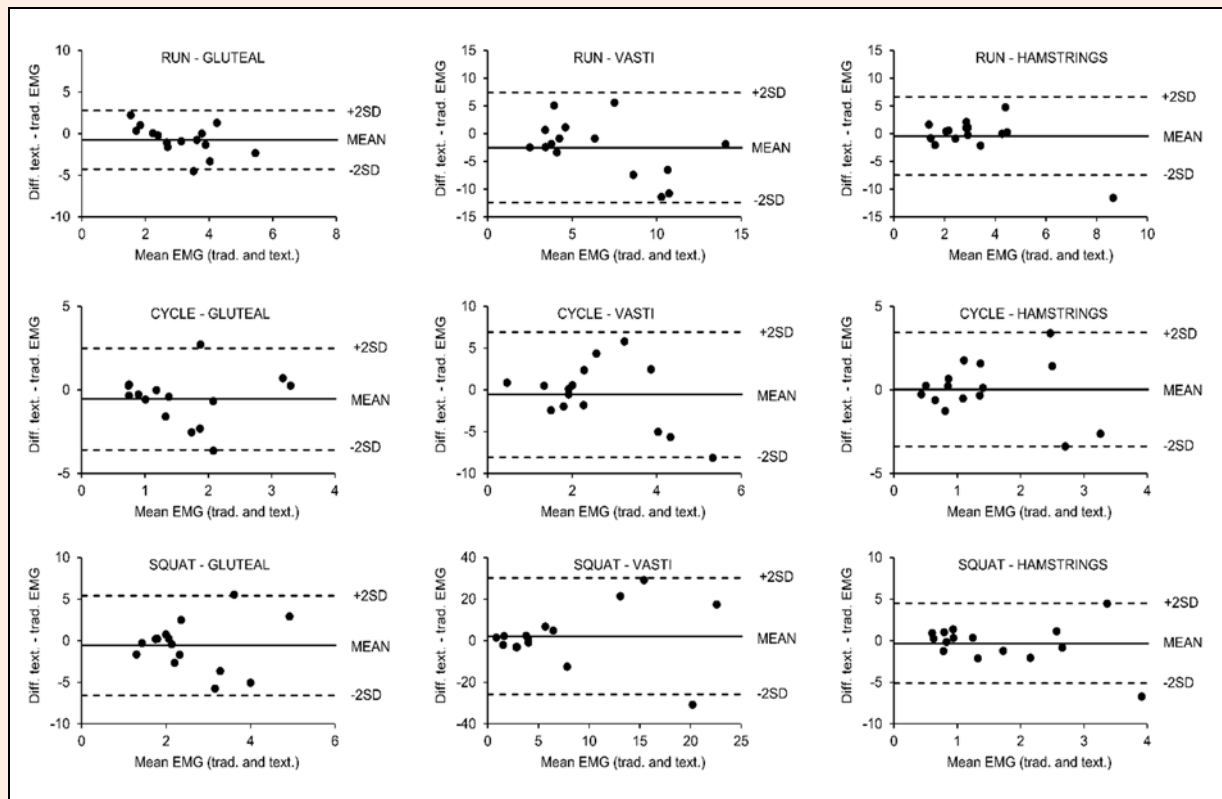 RUN - GLUTEAL
10
5
0
-5
-10
Diff. text. - trad. EMG
+2SD
MEAN
-2SD
0 2 4 6 8
Mean EMG (trad. and text.)
RUN - VASTI
15
10
5
0
-5
-10
-15
Diff. text. - trad. EMG
+2SD
MEAN
-2SD
0 5 10 15
Mean EMG (trad. and text.)
RUN - HAMSTRINGS
15
10
5
0
-5
-10
-15
Diff. text. - trad. EMG
+2SD
MEAN
-2SD
0 2 4 6 8 10
Mean EMG (trad. and text.)
CYCLE - GLUTEAL
5
0
-5
Diff. text. - trad. EMG
+2SD
MEAN
-2SD
0 1 2 3 4
Mean EMG (trad. and text.)
CYCLE - VASTI
10
5
0
-5
-10
Diff. text. - trad. EMG
+2SD
MEAN
-2SD
0 2 4 6
Mean EMG (trad. and text.)
CYCLE - HAMSTRINGS
5
0
-5
Diff. text. - trad. EMG
+2SD
MEAN
-2SD
0 1 2 3 4
Mean EMG (trad. and text.)
SQUAT - GLUTEAL
10
5
0
-5
-10
Diff. text. - trad. EMG
+2SD
MEAN
-2SD
0 2 4 6
Mean EMG (trad. and text.)
SQUAT - VASTI
40
20
0
-20
-40
Diff. text. - trad. EMG
+2SD
MEAN
-2SD
0 5 10 15 20 25
Mean EMG (trad. and text.)
SQUAT - HAMSTRINGS
10
5
0
-5
-10
Diff. text. - trad. EMG
+2SD
MEAN
-2SD
0 1 2 3 4
Mean EMG (trad. and text.)